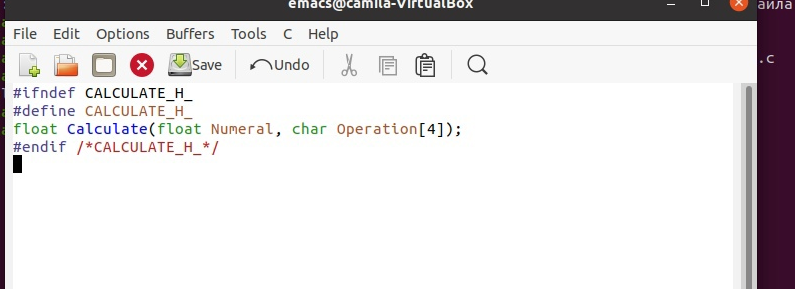 emacs@camila-VirtualBox
айла
File Edit Options Buffers Tools C Help
Save Undo
.c
#ifndef CALCULATE_H_
#define CALCULATE_H_
float Calculate(float Numeral, char Operation[4]);
#endif /*CALCULATE_H_*/